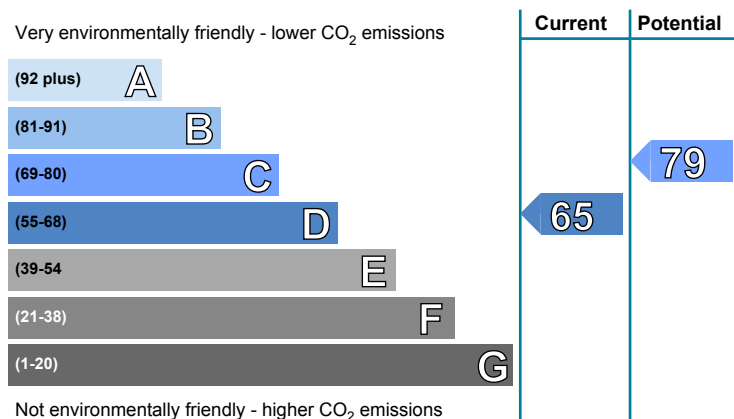 Current Potential
Very environmentally friendly - lower CO2 emissions
(92 plus) A
(81-91) B
(69-80) C 79
(55-68) D 65
(39-54 E
(21-38) F
(1-20) G
Not environmentally friendly - higher CO2 emissions